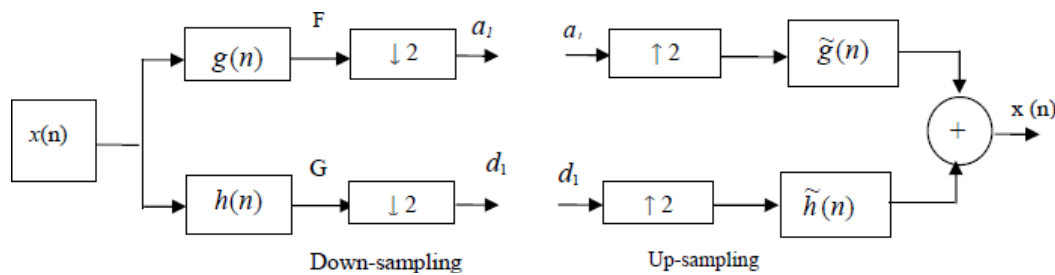 F
g(n)
↓ 2
a₁
a₁
↑ 2
g̃(n)
x(n)
+
x (n)
G
h(n)
↓ 2
d₁
d₁
↑ 2
h̃(n)
Down-sampling
Up-sampling